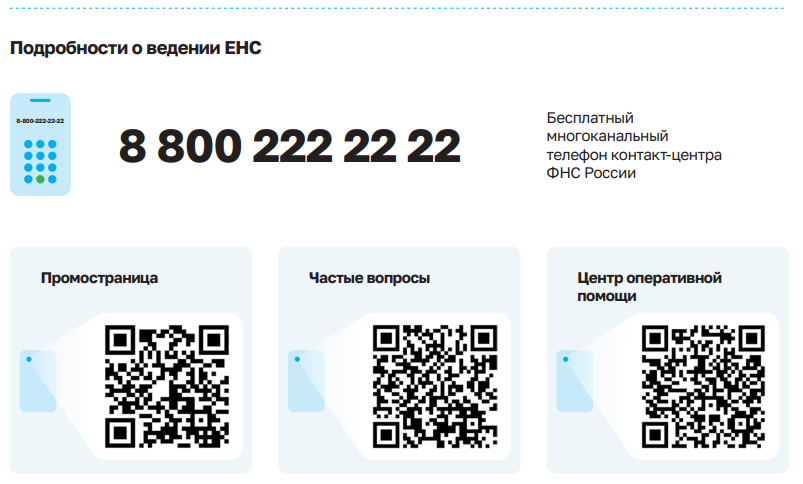 Подробности о ведении ЕНС
8-800-222-22-22
8 800 222 22 22
Бесплатный
многоканальный
телефон контакт-центра
ФНС России
Промостраница
Частые вопросы
Центр оперативной
помощи